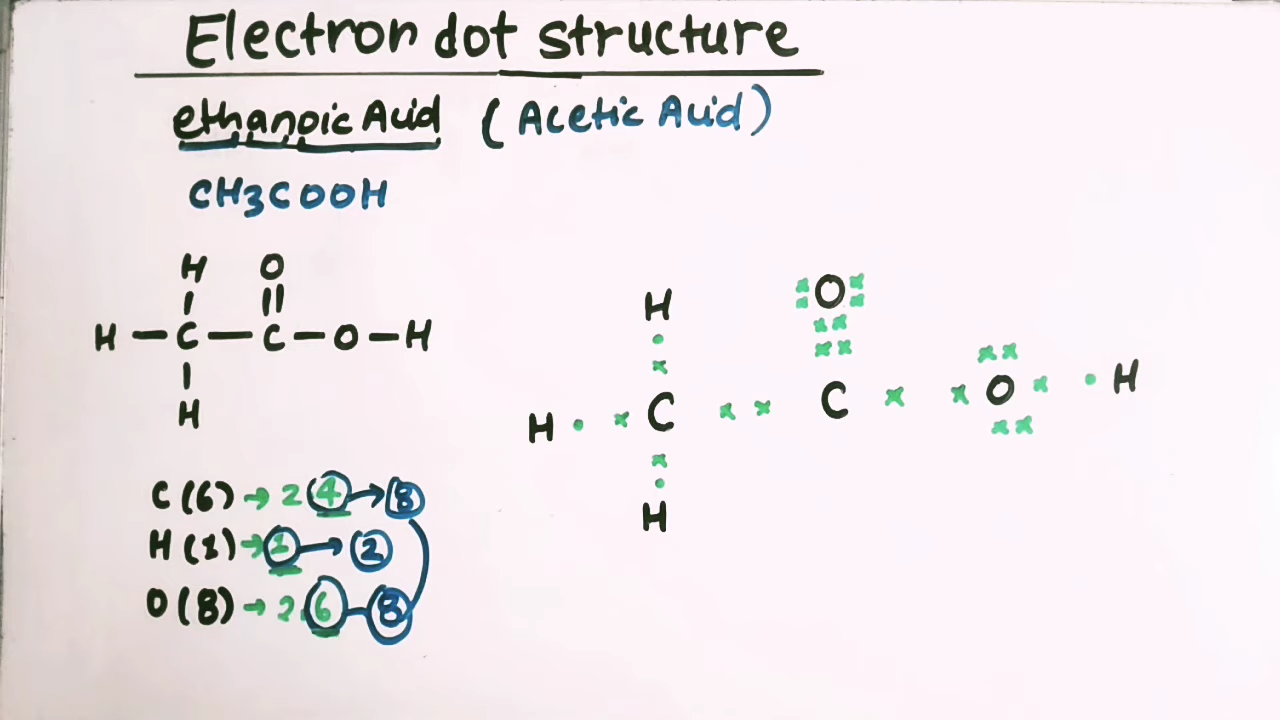 Electron dot structure
ethanoic Acid (Acetic Acid)
CH3COOH
H O
H — C — C — O — H
H
C (6) → 2 4 → 8
H (1) → 1 → 2
O (8) → 2,6 – 8
O
H
O
H C C H
H